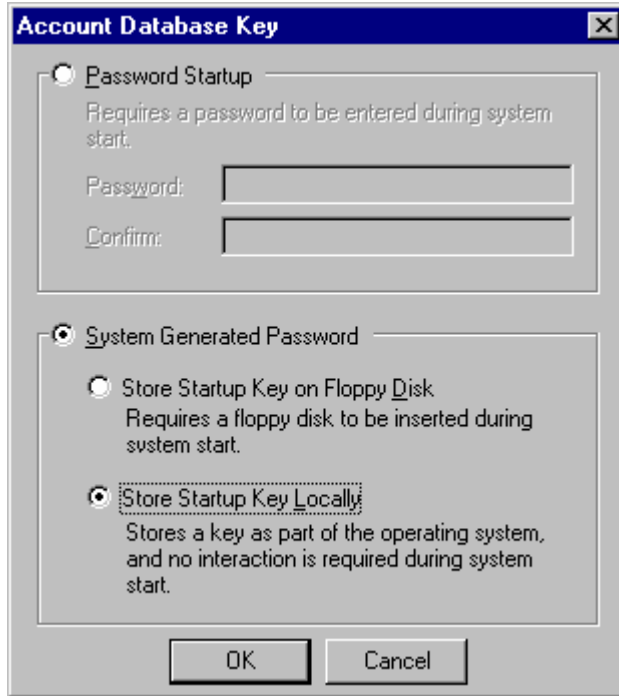 Account Database Key
Password Startup
Requires a password to be entered during system
start.
Password:
Confirm:
System Generated Password
Store Startup Key on Floppy Disk
Requires a floppy disk to be inserted during
system start.
Store Startup Key Locally
Stores a key as part of the operating system,
and no interaction is required during system
start.
OK Cancel